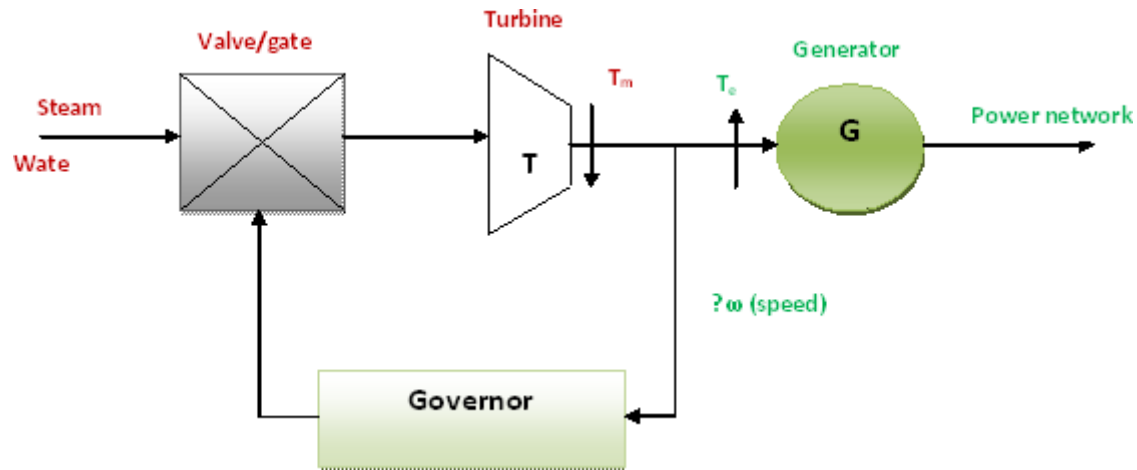 Turbine
Valve/gate
Generator
Steam
Tm
Te
Power network
G
Wate
T
?ω (speed)
Governor